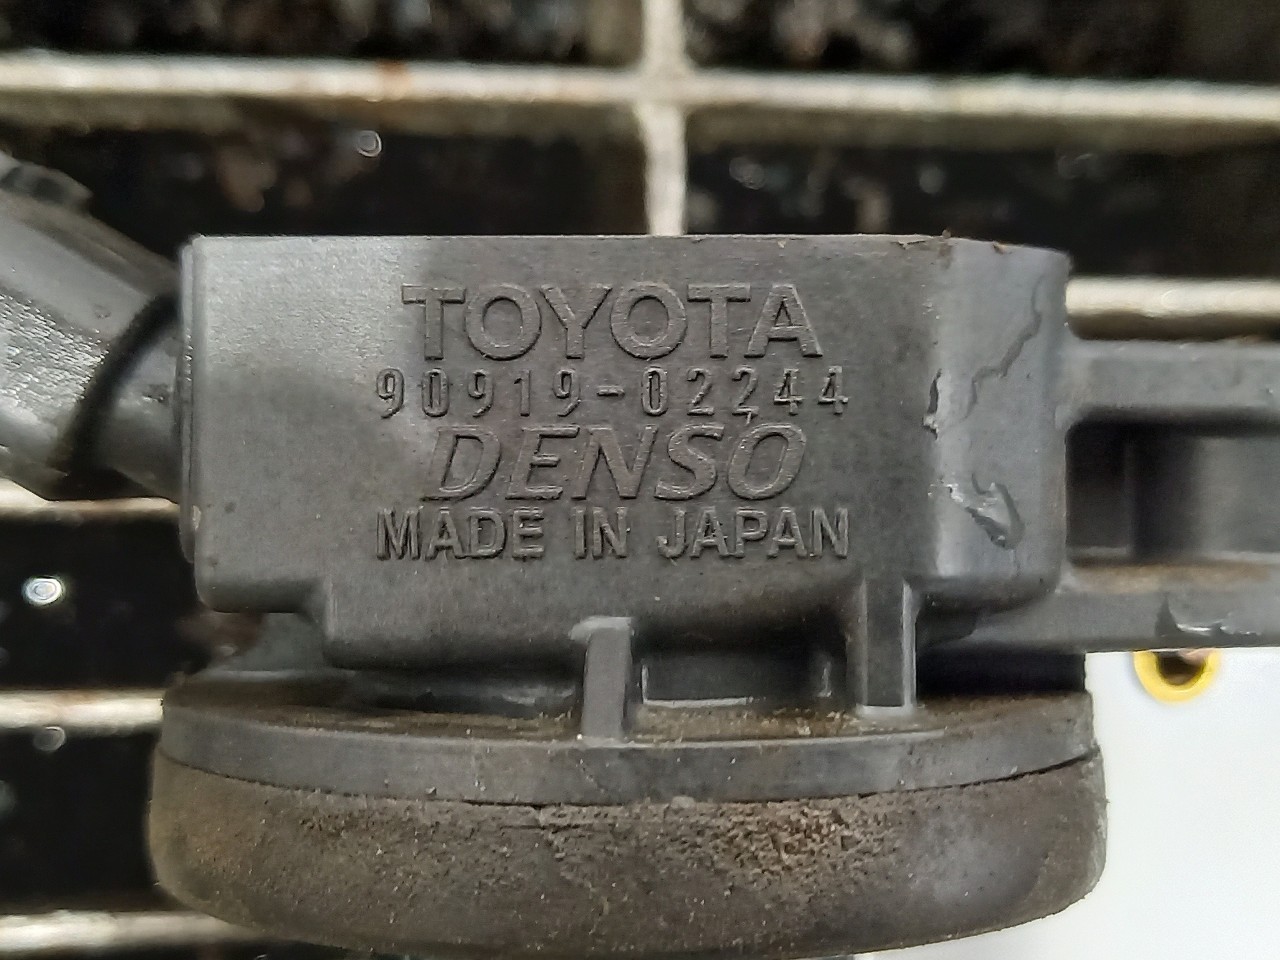 TOYOTA
90919-02244
DENSO
MADE IN JAPAN